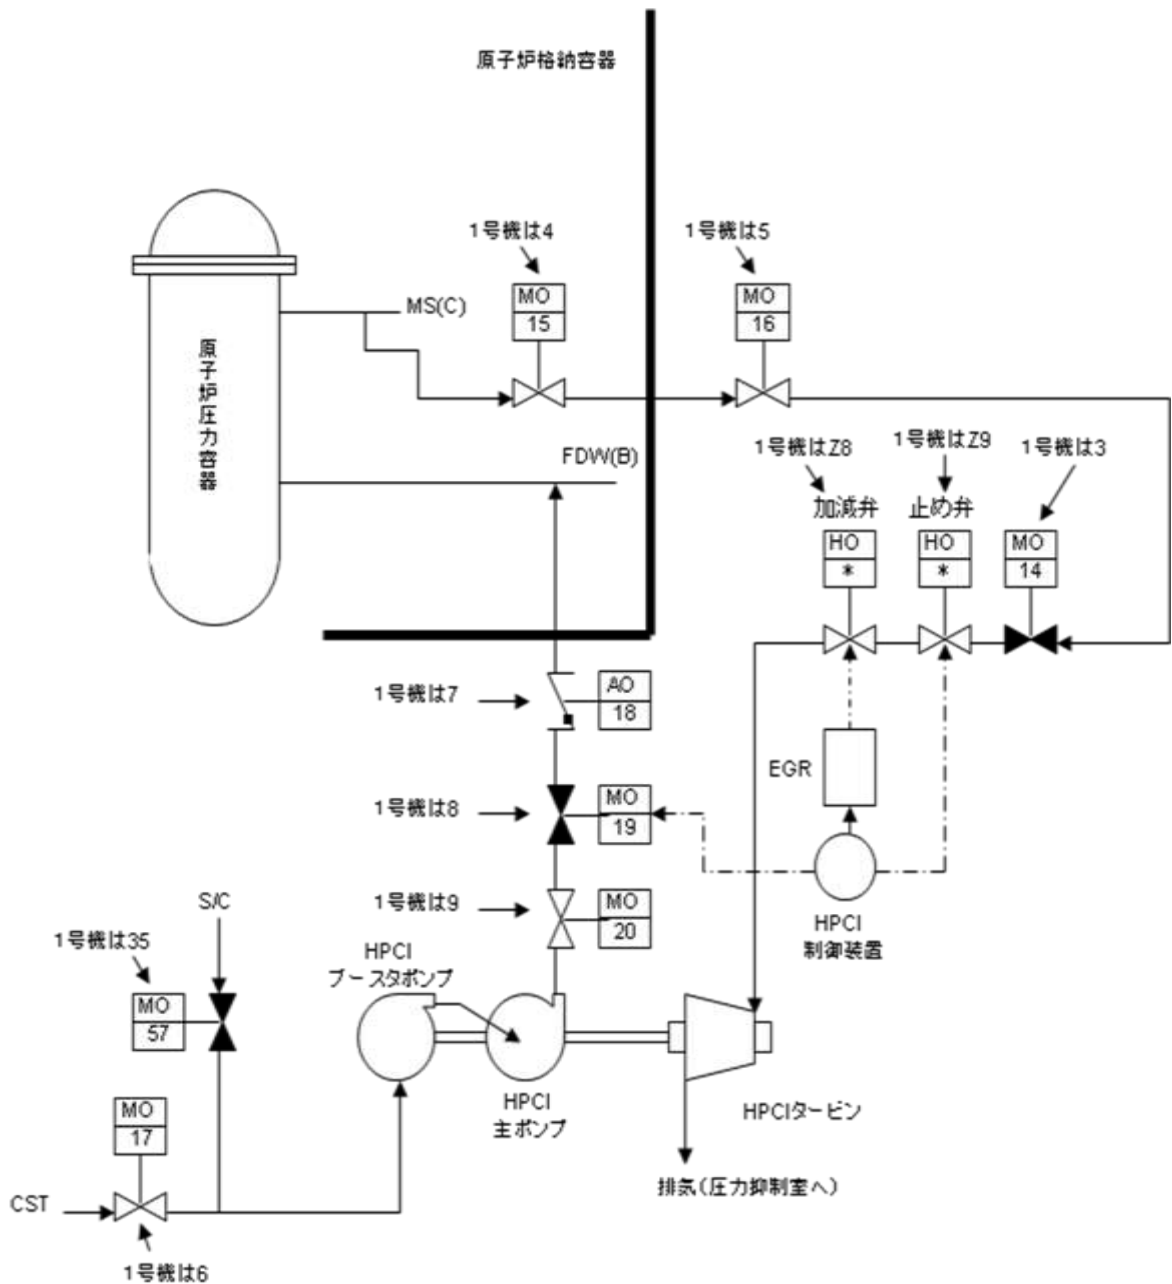 原子炉格納容器
1号機は4
1号機は5
MO
15
MO
16
MS(C)
原子炉圧力容器
FDW(B)
1号機はZ8
1号機はZ9
1号機は3
加減弁
止め弁
HO
*
HO
*
MO
14
1号機は7
AO
18
EGR
1号機は8
MO
19
1号機は9
MO
20
HPCI
制御装置
S/C
1号機は35
MO
57
HPCI
ブースタポンプ
MO
17
HPCI
主ポンプ
HPCIタービン
CST
排気(圧力抑制室へ)
1号機は6